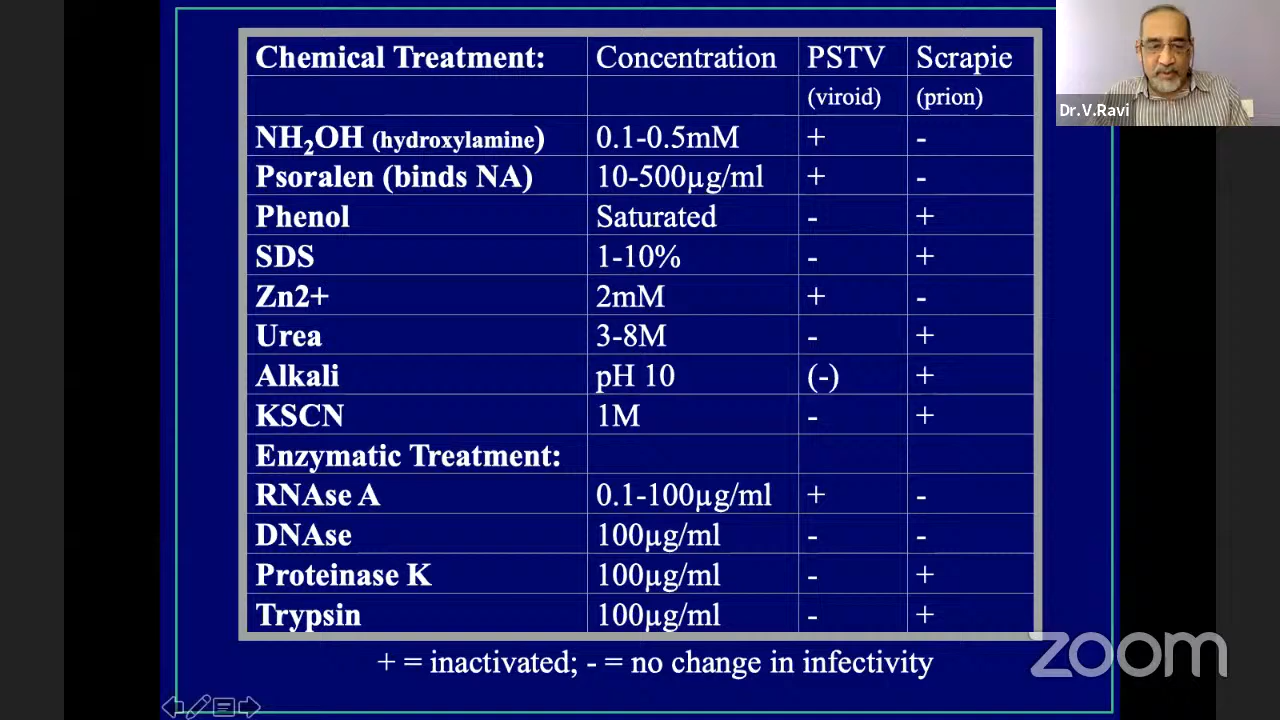 Chemical Treatment: Concentration PSTV Scrapie
(viroid) (prion)
NH₂OH (hydroxylamine) 0.1-0.5mM + -
Psoralen (binds NA) 10-500µg/ml + -
Phenol Saturated - +
SDS 1-10% - +
Zn2+ 2mM + -
Urea 3-8M - +
Alkali pH 10 (-) +
KSCN 1M - +
Enzymatic Treatment:
RNAse A 0.1-100µg/ml + -
DNAse 100µg/ml - -
Proteinase K 100µg/ml - +
Trypsin 100µg/ml - +
+ = inactivated; - = no change in infectivity
Dr.V.Ravi
zoom